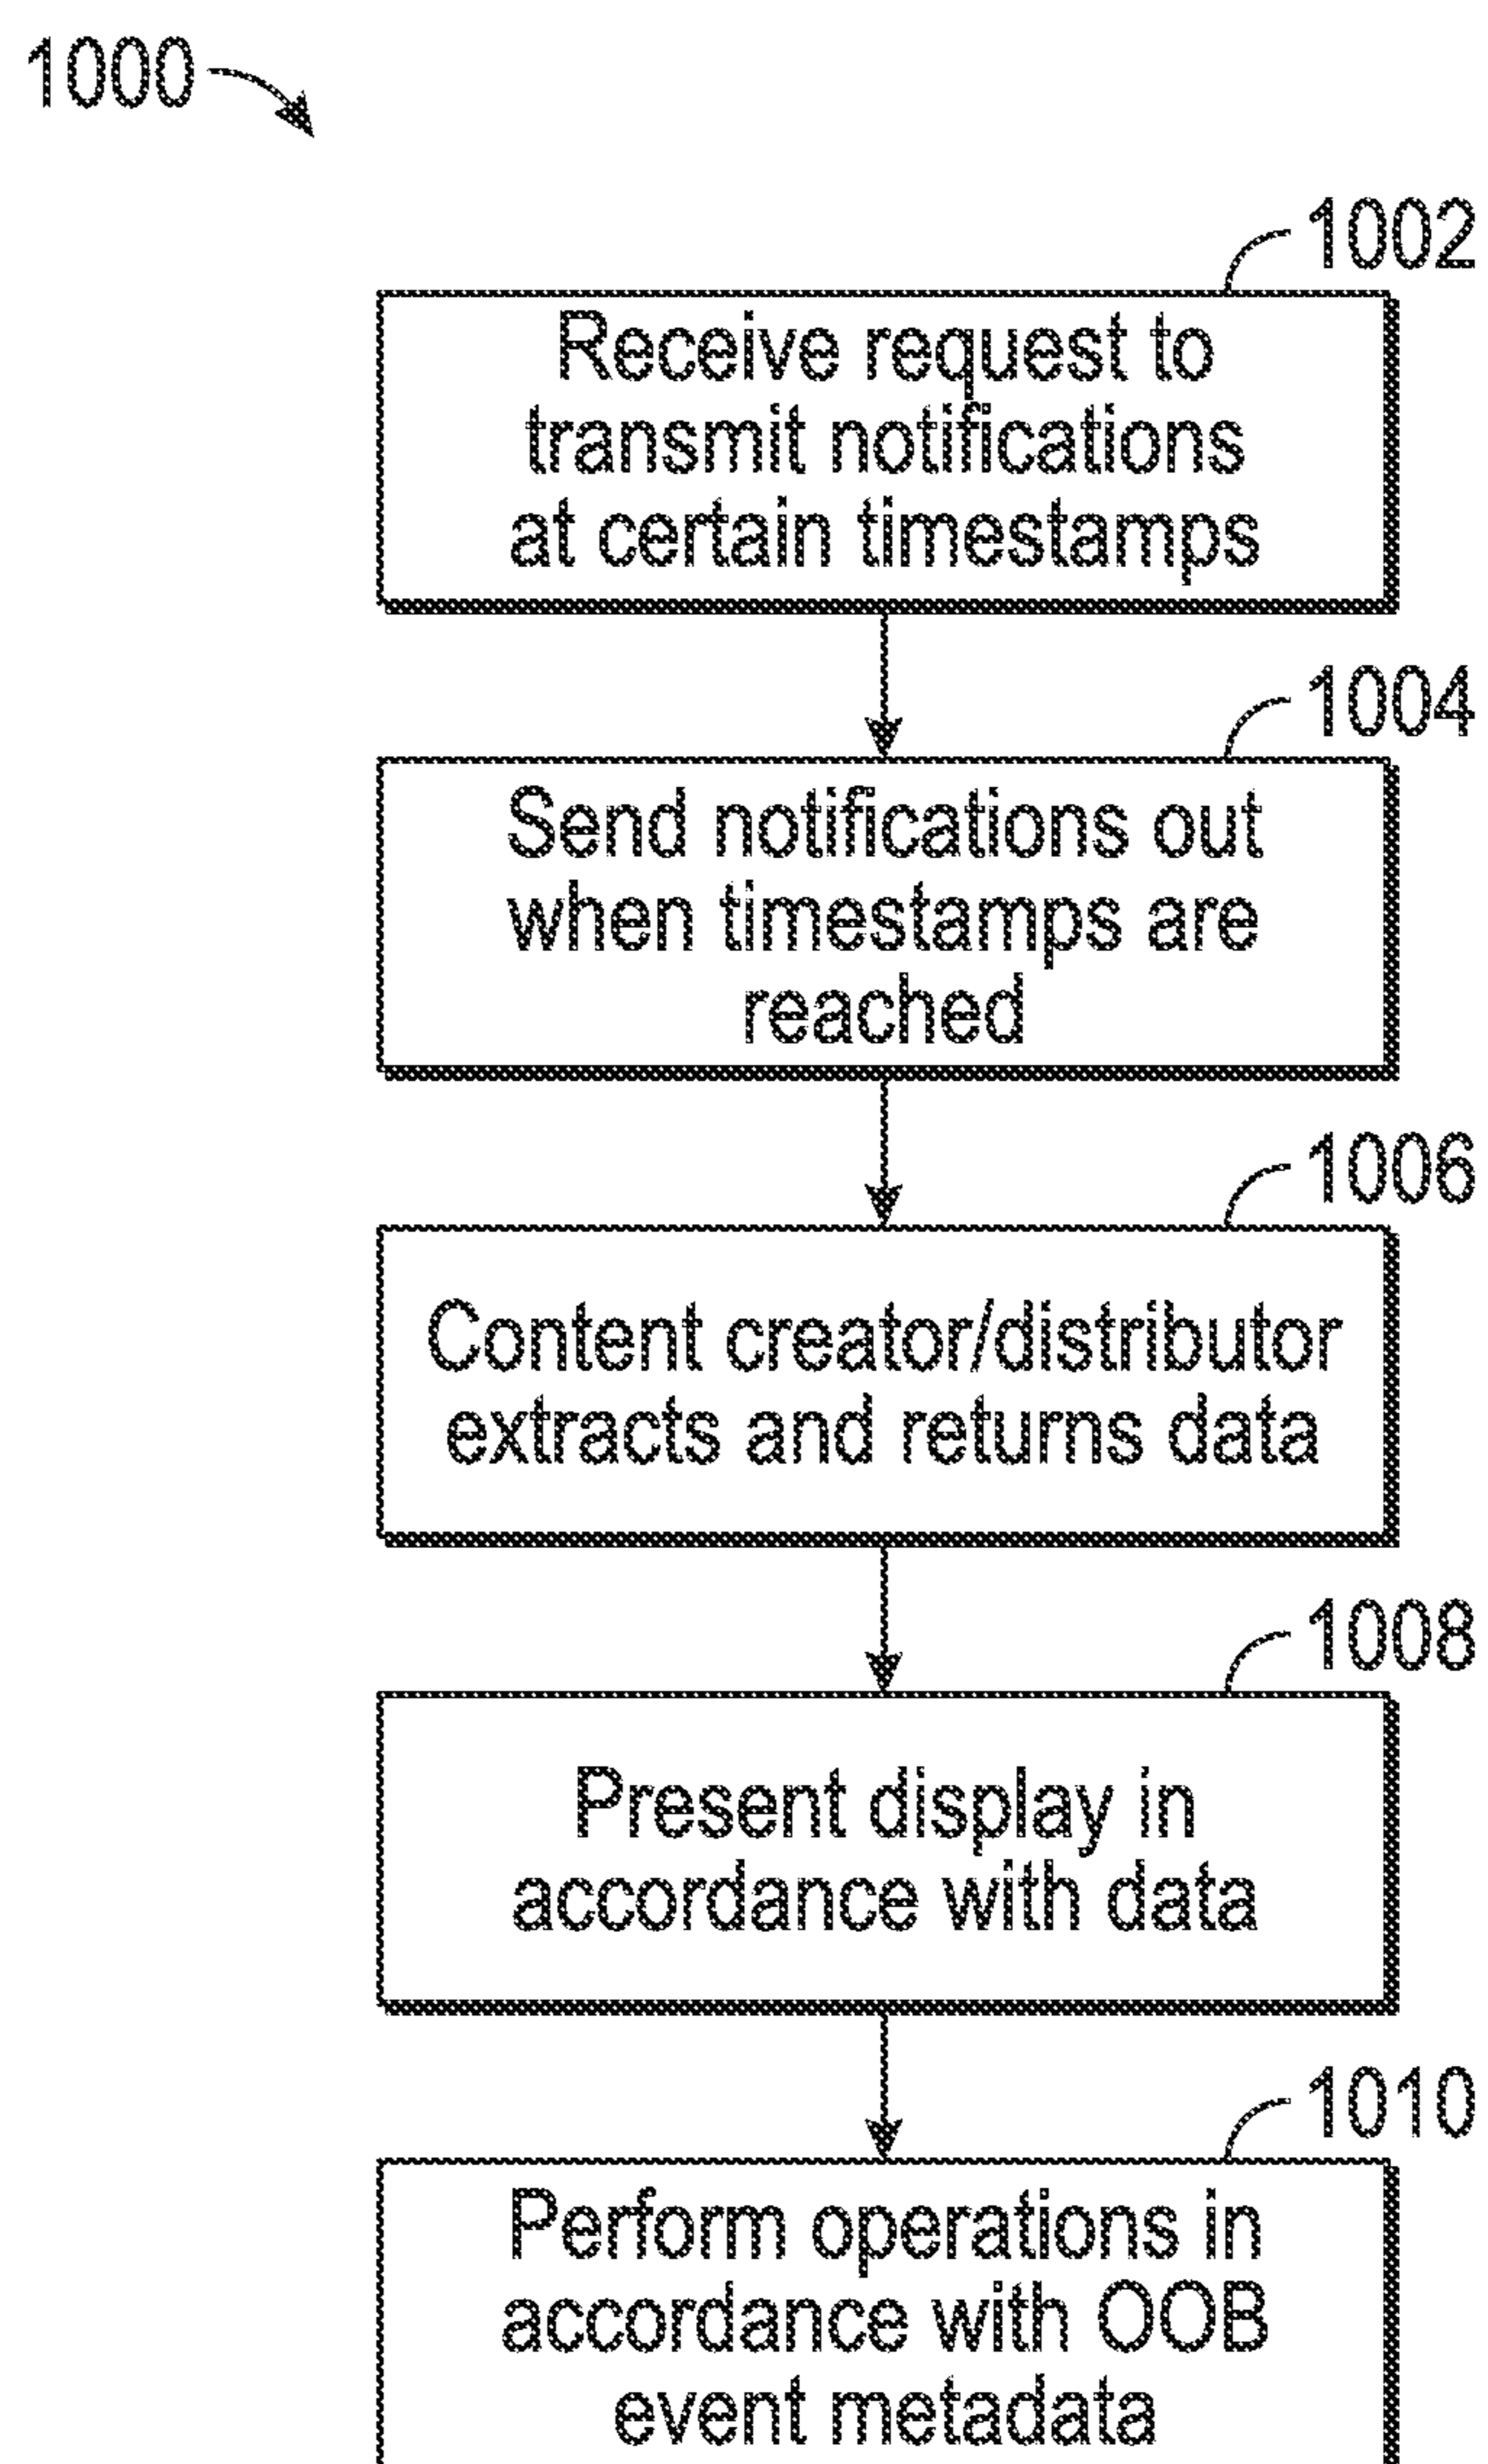 1000
1002
Receive request to
transmit notifications
at certain timestamps
1004
Send notifications out
when timestamps are
reached
1006
Content creator/distributor
extracts and returns data
1008
Present display in
accordance with data
1010
Perform operations in
accordance with OOB
event metadata